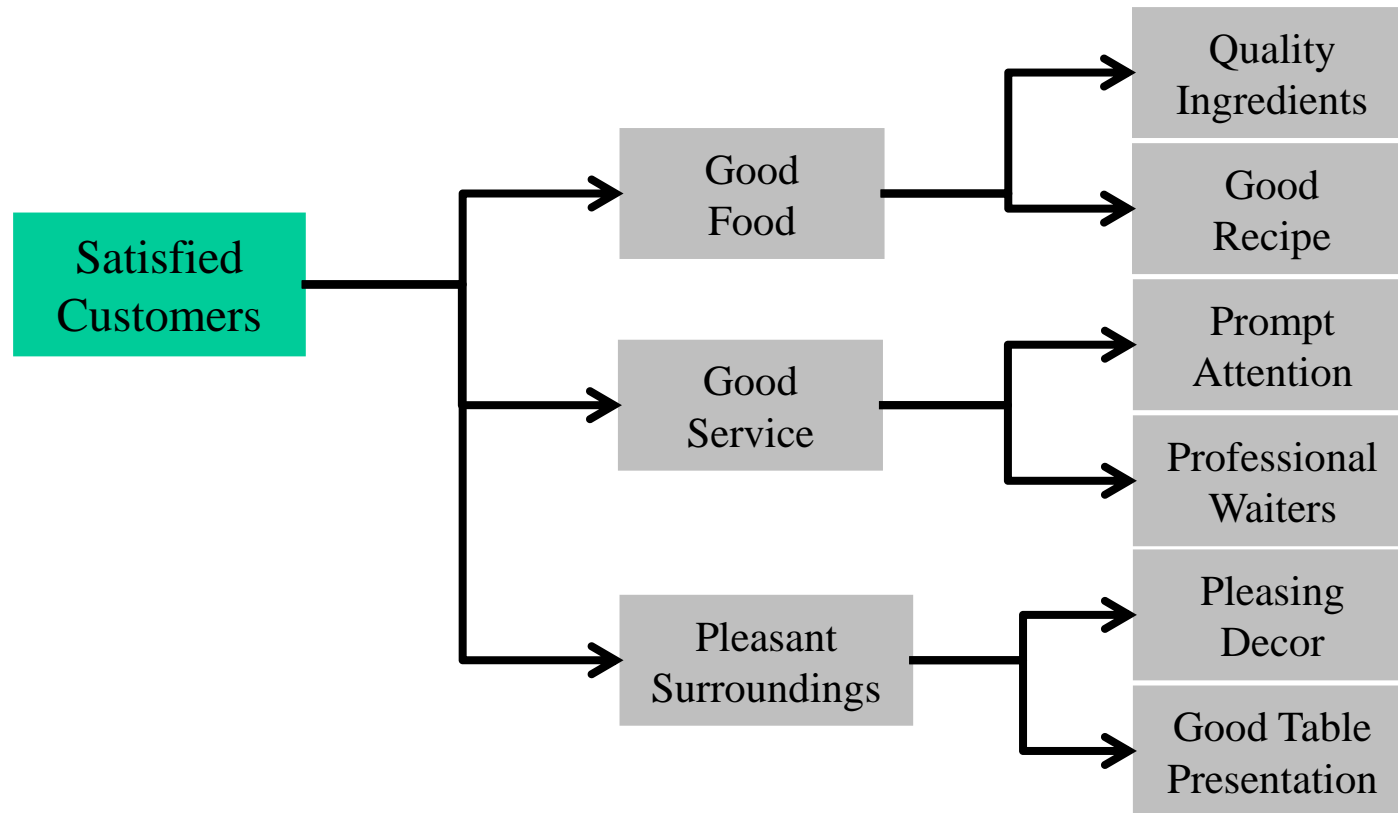 Satisfied
Customers
Good
Food
Good
Service
Pleasant
Surroundings
Quality
Ingredients
Good
Recipe
Prompt
Attention
Professional
Waiters
Pleasing
Decor
Good Table
Presentation